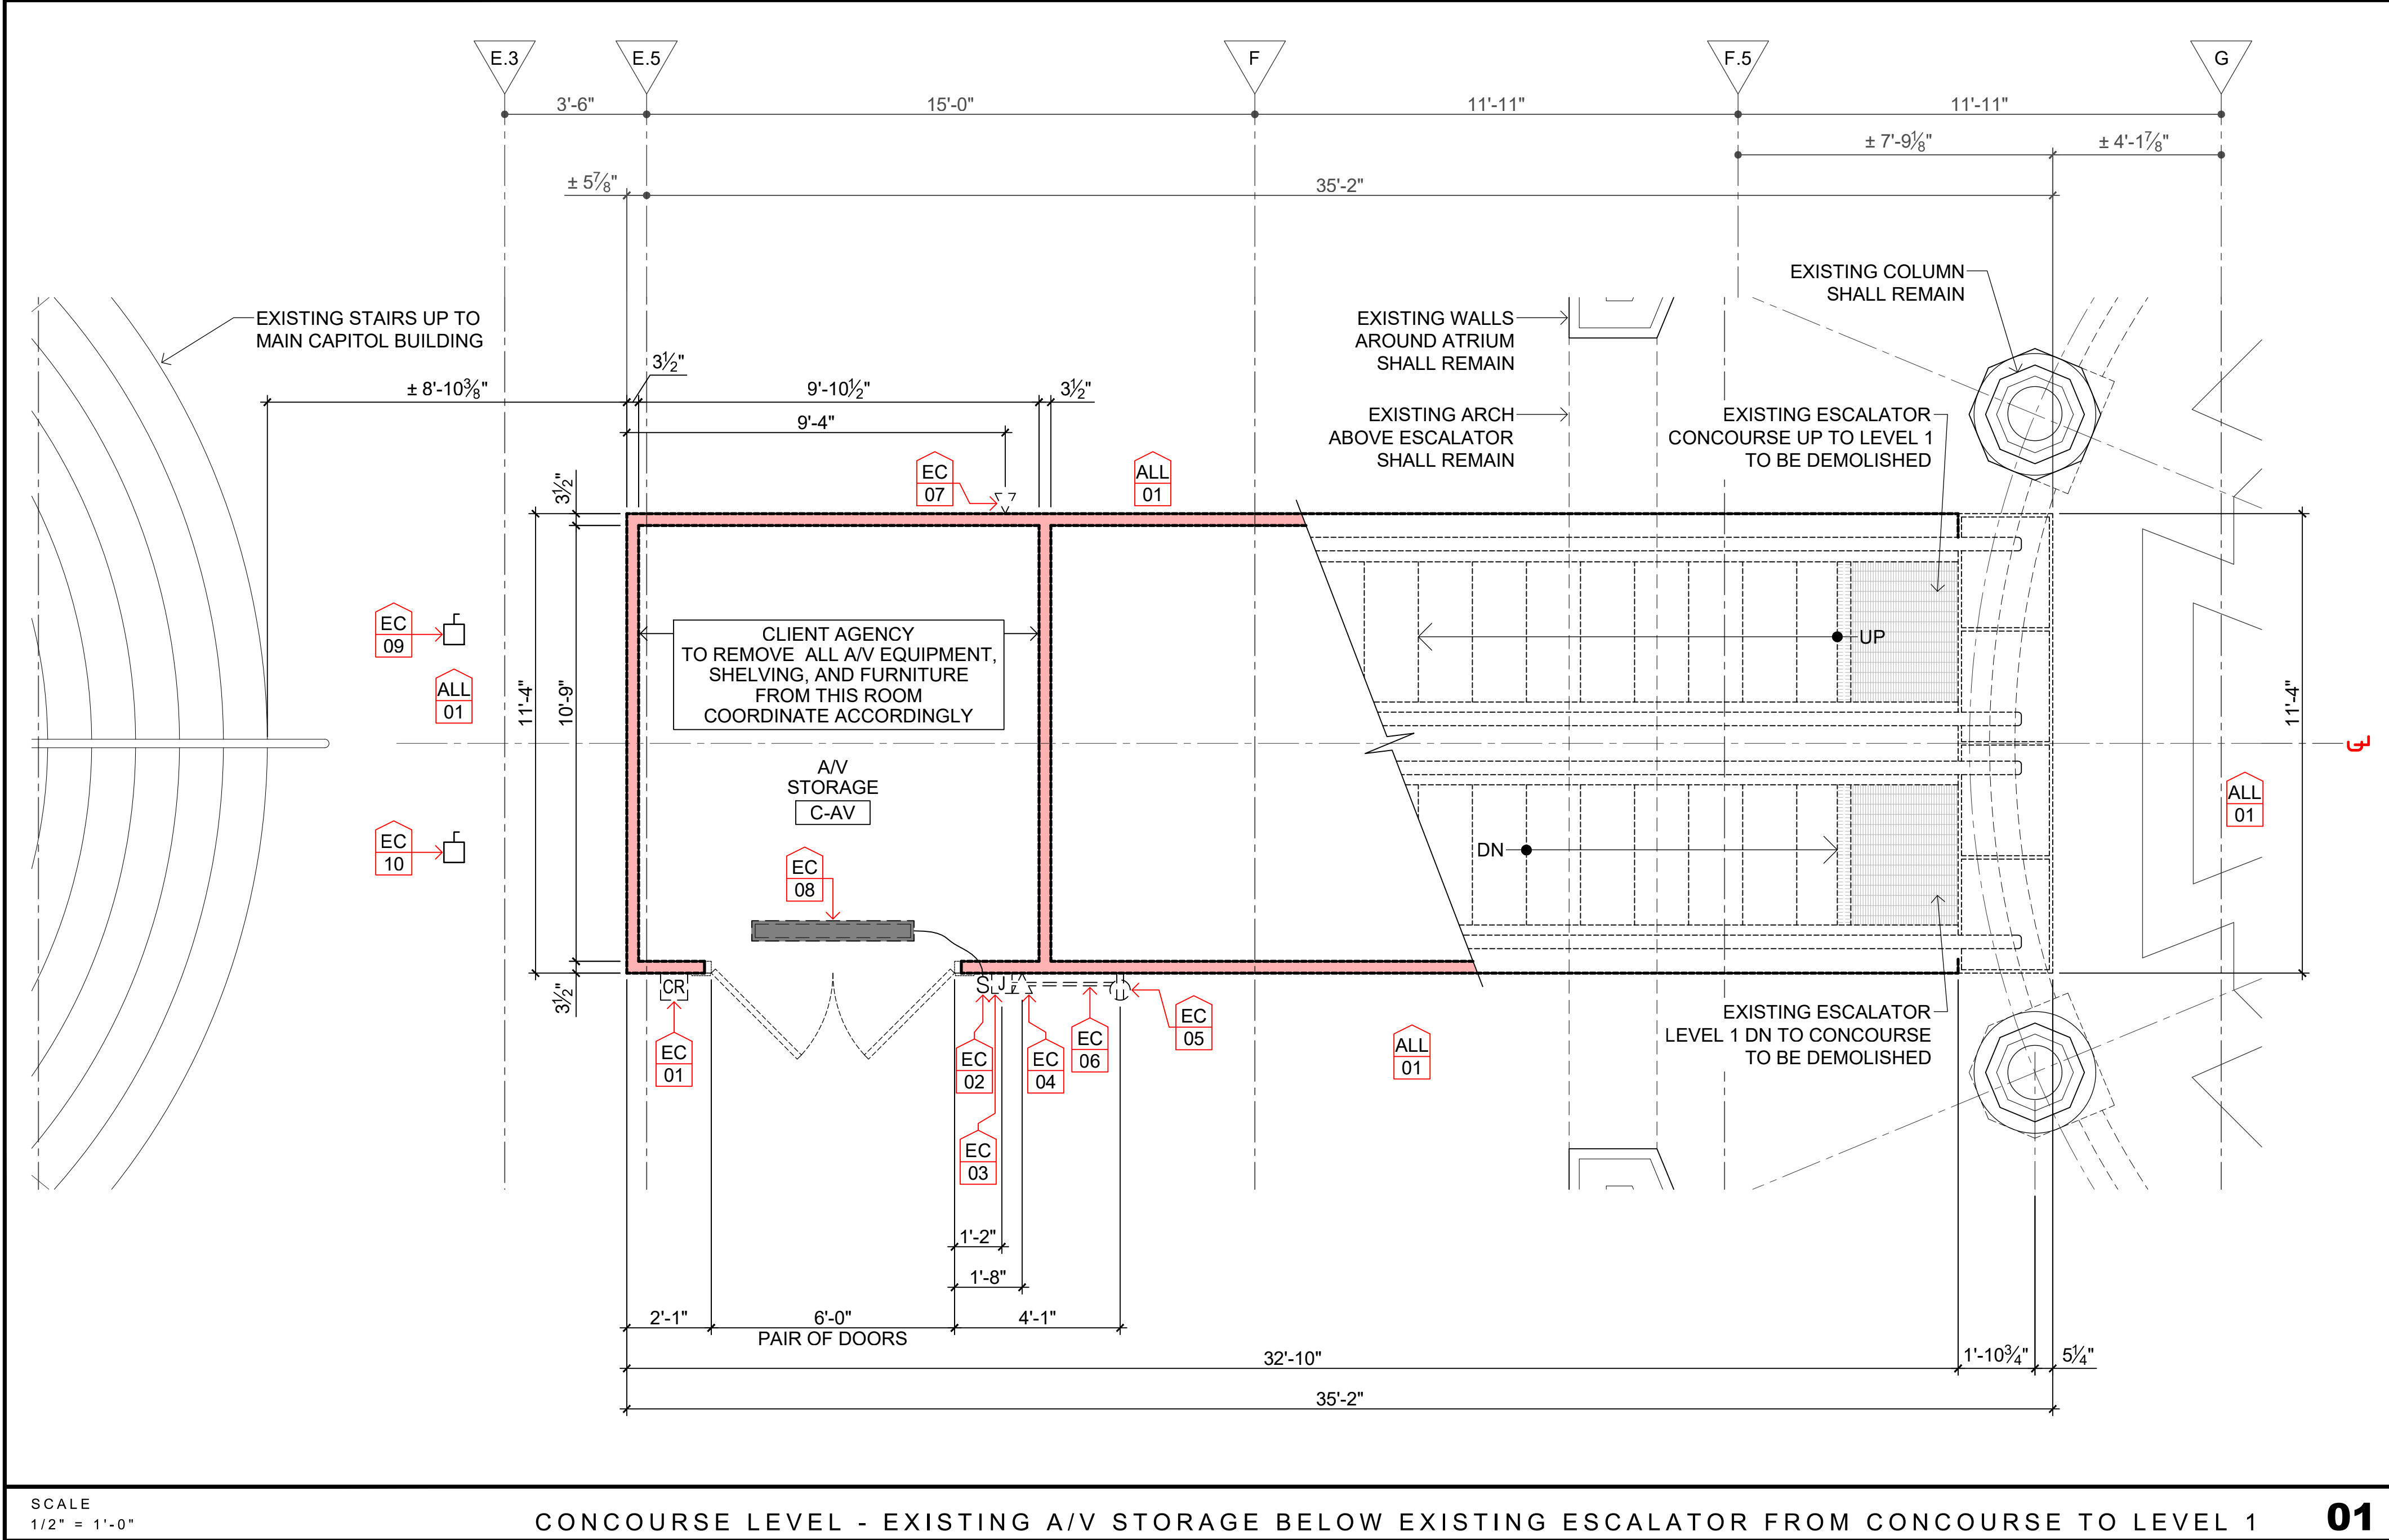 E.3
E.5
F
F.5
G
3'-6"
15'-0"
11'-11"
11'-11"
± 7'-9⅛"
± 4'-1⅞"
± 5⅞"
35'-2"
EXISTING COLUMN
SHALL REMAIN
EXISTING STAIRS UP TO
MAIN CAPITOL BUILDING
EXISTING WALLS
AROUND ATRIUM
SHALL REMAIN
3½"
± 8'-10⅜"
9'-10½"
3½"
9'-4"
EXISTING ARCH
ABOVE ESCALATOR
SHALL REMAIN
EXISTING ESCALATOR
CONCOURSE UP TO LEVEL 1
TO BE DEMOLISHED
EC
07
ALL
01
3½"
11'-4"
10'-9"
3½"
EC
09
ALL
01
EC
10
CLIENT AGENCY
TO REMOVE ALL A/V EQUIPMENT,
SHELVING, AND FURNITURE
FROM THIS ROOM
COORDINATE ACCORDINGLY
A/V
STORAGE
C-AV
EC
08
UP
DN
11'-4"
ALL
01
CR
S
J
EC
01
EC
02
EC
03
EC
04
EC
06
EC
05
ALL
01
EXISTING ESCALATOR
LEVEL 1 DN TO CONCOURSE
TO BE DEMOLISHED
1'-2"
1'-8"
2'-1"
6'-0"
PAIR OF DOORS
4'-1"
32'-10"
1'-10¾"
5¼"
35'-2"
SCALE
1/2" = 1'-0"
CONCOURSE LEVEL - EXISTING A/V STORAGE BELOW EXISTING ESCALATOR FROM CONCOURSE TO LEVEL 1
01